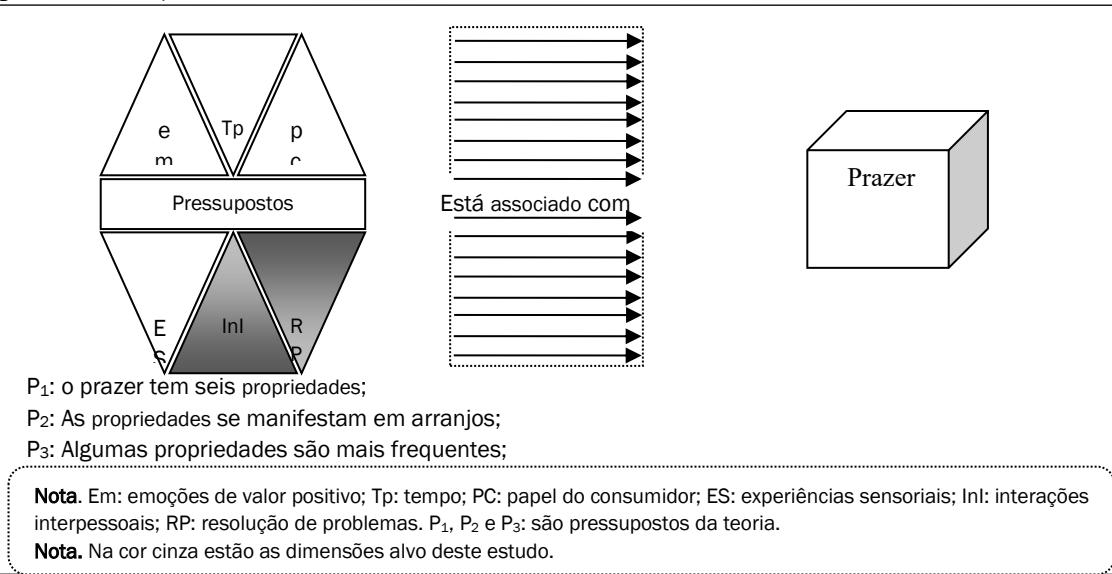 e Tp p
m c
Pressupostos
Está associado com
Prazer
E InI R
S P
P₁: o prazer tem seis propriedades;
P₂: As propriedades se manifestam em arranjos;
P₃: Algumas propriedades são mais frequentes;
Nota. Em: emoções de valor positivo; Tp: tempo; PC: papel do consumidor; ES: experiências sensoriais; InI: interações
interpessoais; RP: resolução de problemas. P₁, P₂ e P₃: são pressupostos da teoria.
Nota. Na cor cinza estão as dimensões alvo deste estudo.